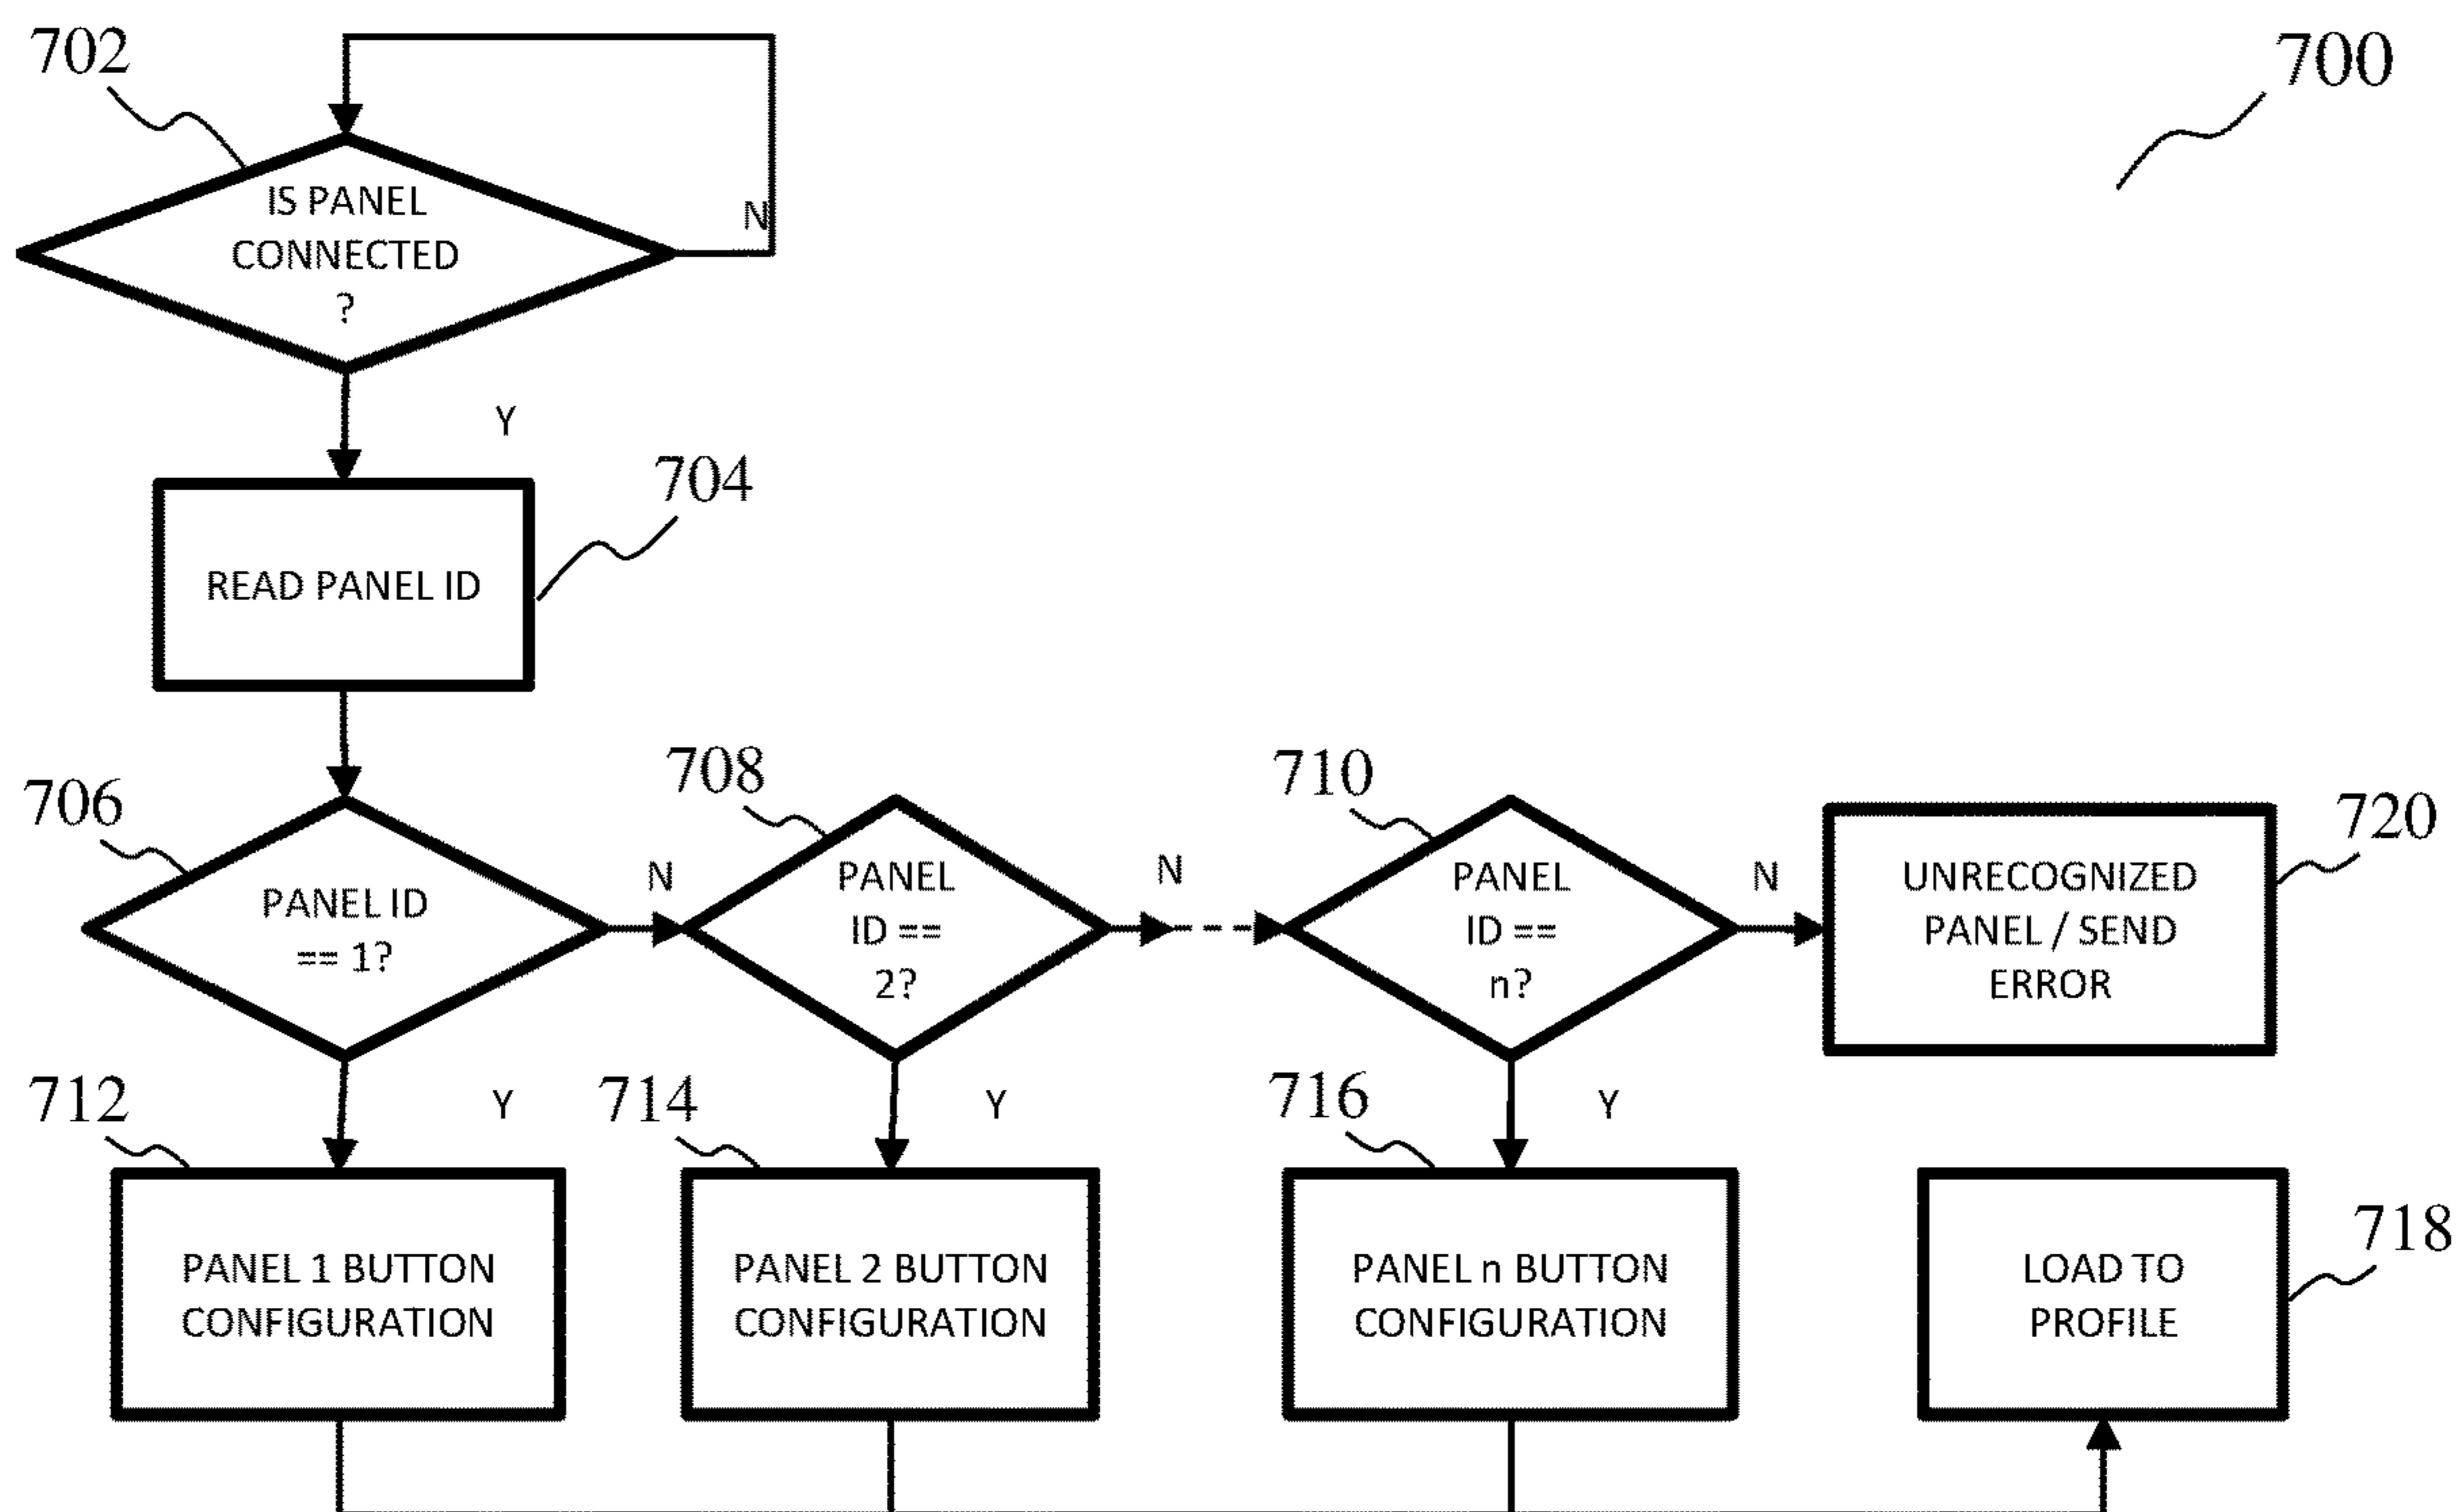 702
700
IS PANEL
CONNECTED
?
N
Y
704
READ PANEL ID
706
708
710
720
PANEL ID
== 1?
N
PANEL
ID ==
2?
N
PANEL
ID ==
n?
N
UNRECOGNIZED
PANEL / SEND
ERROR
712
Y
714
Y
716
Y
PANEL 1 BUTTON
CONFIGURATION
PANEL 2 BUTTON
CONFIGURATION
PANEL n BUTTON
CONFIGURATION
LOAD TO
PROFILE
718